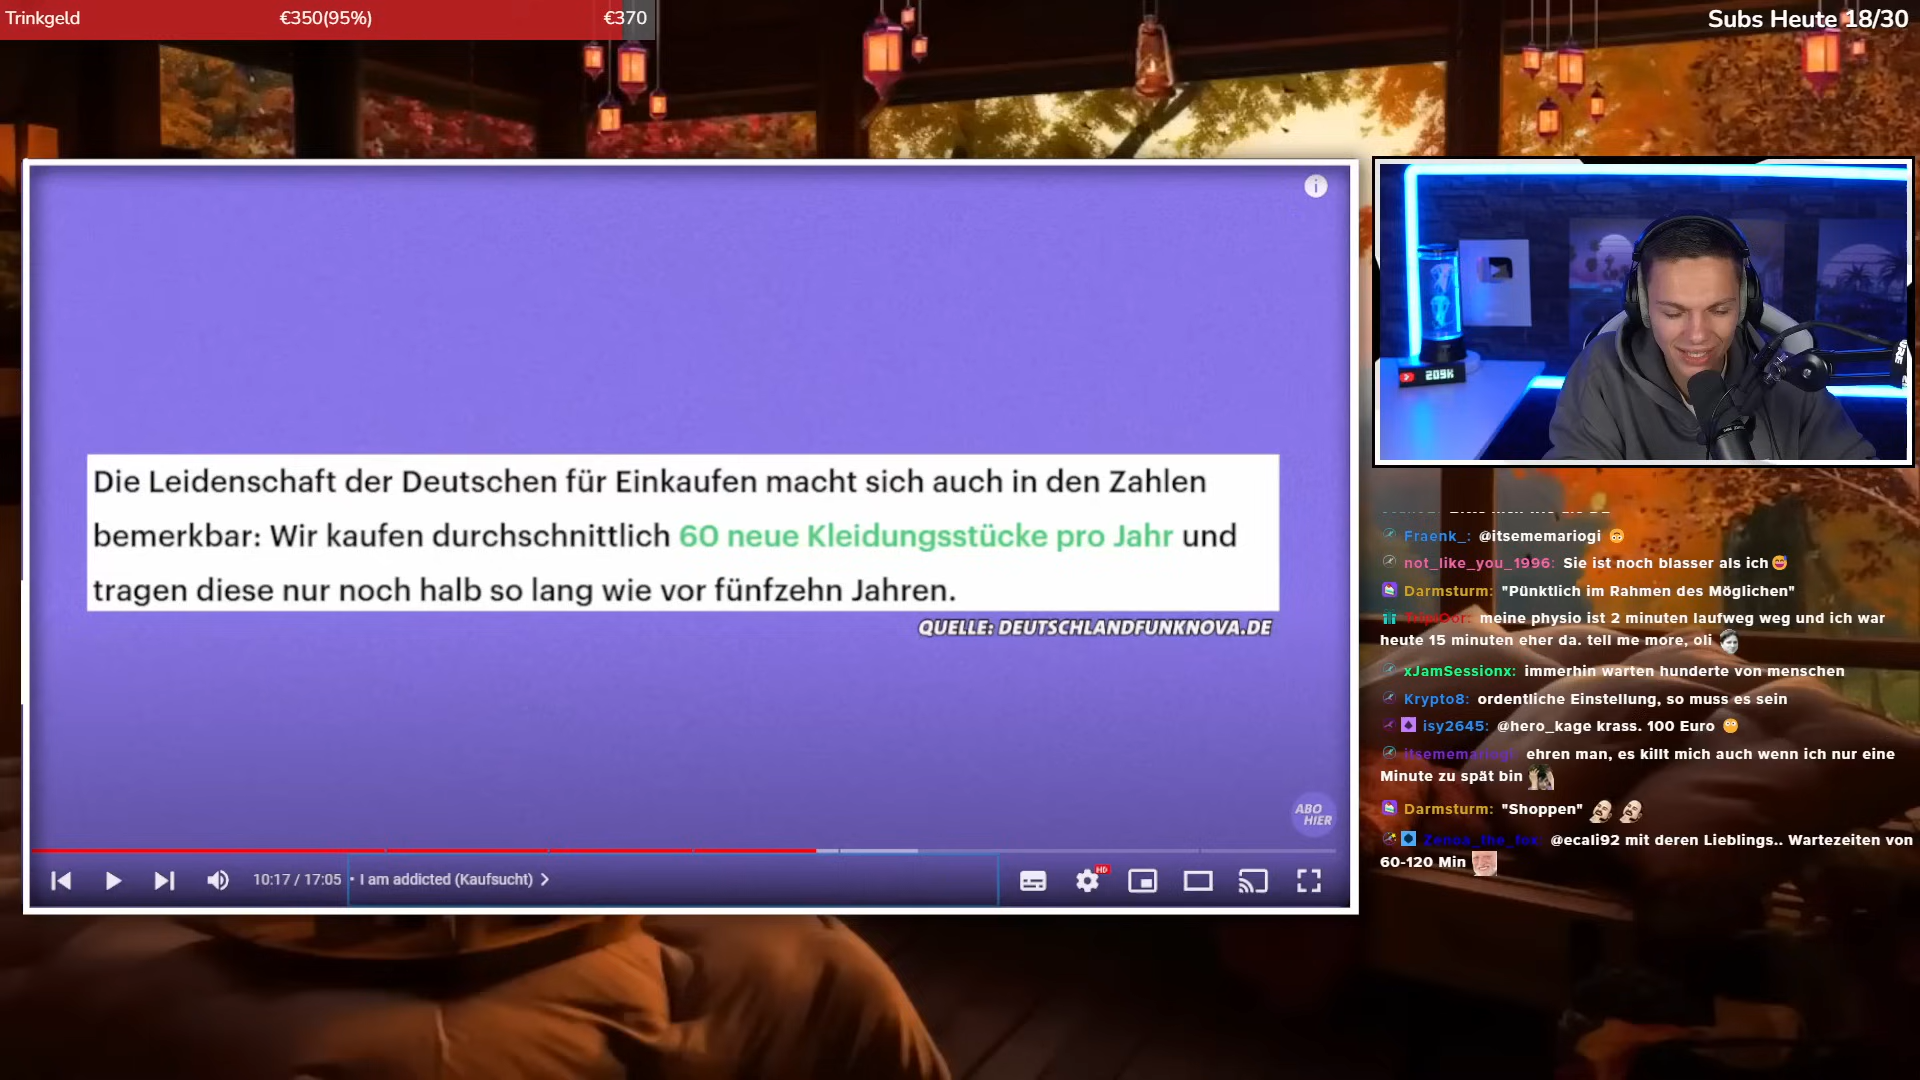 Trinkgeld €350(95%) €370
Subs Heute 18/30
Die Leidenschaft der Deutschen für Einkaufen macht sich auch in den Zahlen
bemerkbar: Wir kaufen durchschnittlich 60 neue Kleidungsstücke pro Jahr und
tragen diese nur noch halb so lang wie vor fünfzehn Jahren.
QUELLE: DEUTSCHLANDFUNKNOVA.DE
ABO
HIER
10:17 / 17:05 • I am addicted (Kaufsucht)
HD
209K
Fraenk_: @itsememariogi
not_like_you_1996: Sie ist noch blasser als ich
Darmsturm: "Pünktlich im Rahmen des Möglichen"
meine physio ist 2 minuten laufweg weg und ich war
heute 15 minuten eher da. tell me more, oli
xJamSessionx: immerhin warten hunderte von menschen
Krypto8: ordentliche Einstellung, so muss es sein
isy2645: @hero_kage krass. 100 Euro
itsememariogi: ehren man, es killt mich auch wenn ich nur eine
Minute zu spät bin
Darmsturm: "Shoppen"
@ecali92 mit deren Lieblings.. Wartezeiten von
60-120 Min